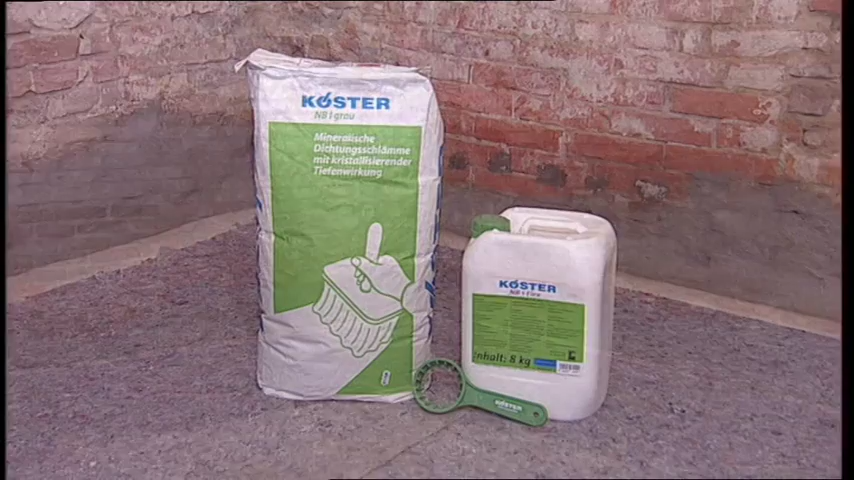 KÖSTER
NB 1 grau
Mineralische
Dichtungsschlämme
mit kristallisierender
Tiefenwirkung
KÖSTER
Inhalt: 8 kg
KÖSTER